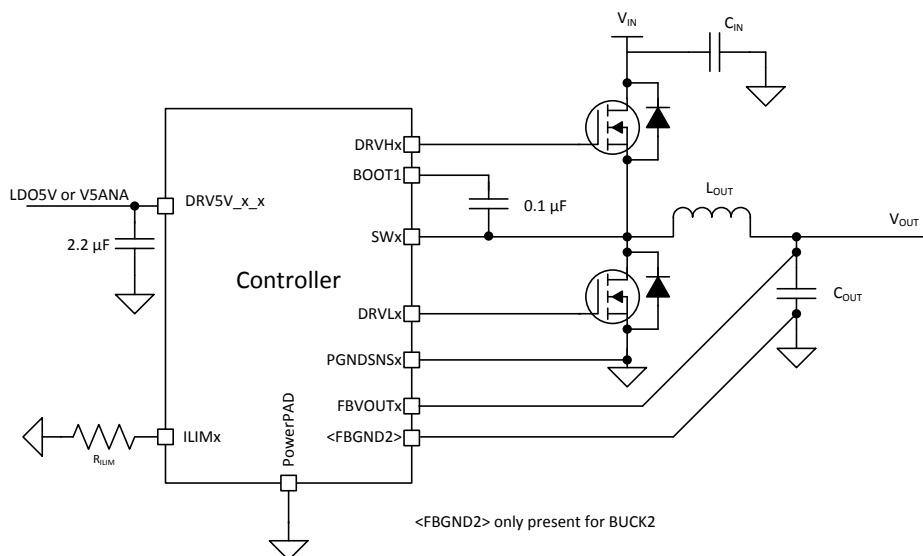 VIN
CIN
DRVHx
BOOT1
LDO5V or V5ANA
DRV5V_x_x
0.1 µF
LOUT
VOUT
2.2 µF
SWx
Controller
COUT
DRVLx
PGNDSNSx
FBVOUTx
<FBGND2>
ILIMx
RILIM
PowerPAD
<FBGND2> only present for BUCK2